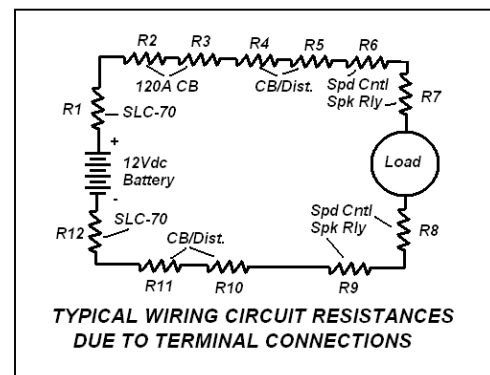 R2 R3 R4 R5 R6
120A CB CB/Dist. Spd Cntl
Spk Rly
R7
R1
SLC-70
+
12Vdc
Battery
-
Load
SLC-70
R12
Spd Cntl
Spk Rly
R8
CB/Dist.
R11 R10 R9
TYPICAL WIRING CIRCUIT RESISTANCES
DUE TO TERMINAL CONNECTIONS